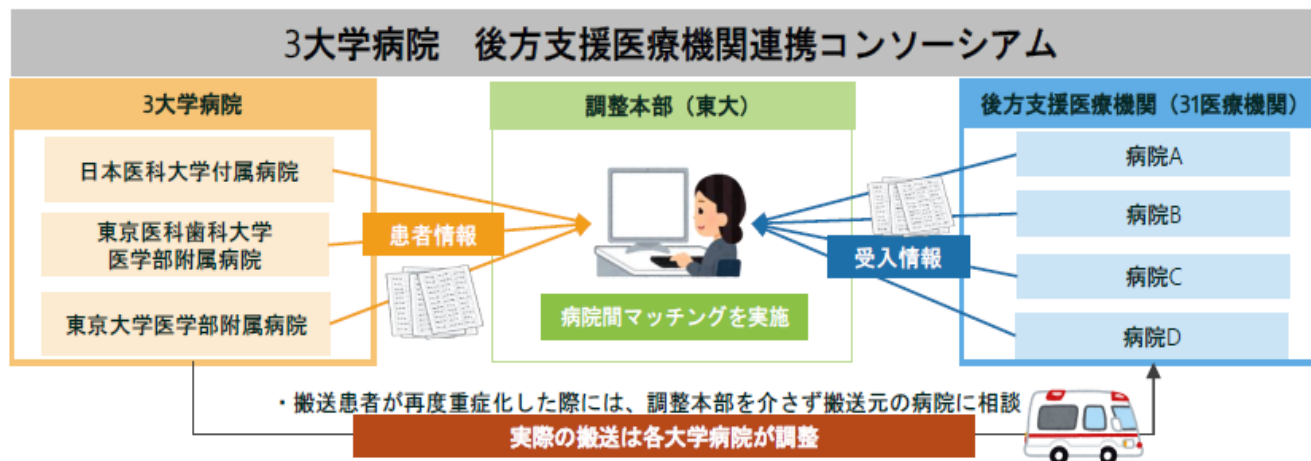 3大学病院　後方支援医療機関連携コンソーシアム
3大学病院
日本医科大学付属病院
東京医科歯科大学
医学部附属病院
東京大学医学部附属病院
患者情報
調整本部（東大）
病院間マッチングを実施
受入情報
後方支援医療機関（31医療機関）
病院A
病院B
病院C
病院D
・搬送患者が再度重症化した際には、調整本部を介さず搬送元の病院に相談
実際の搬送は各大学病院が調整